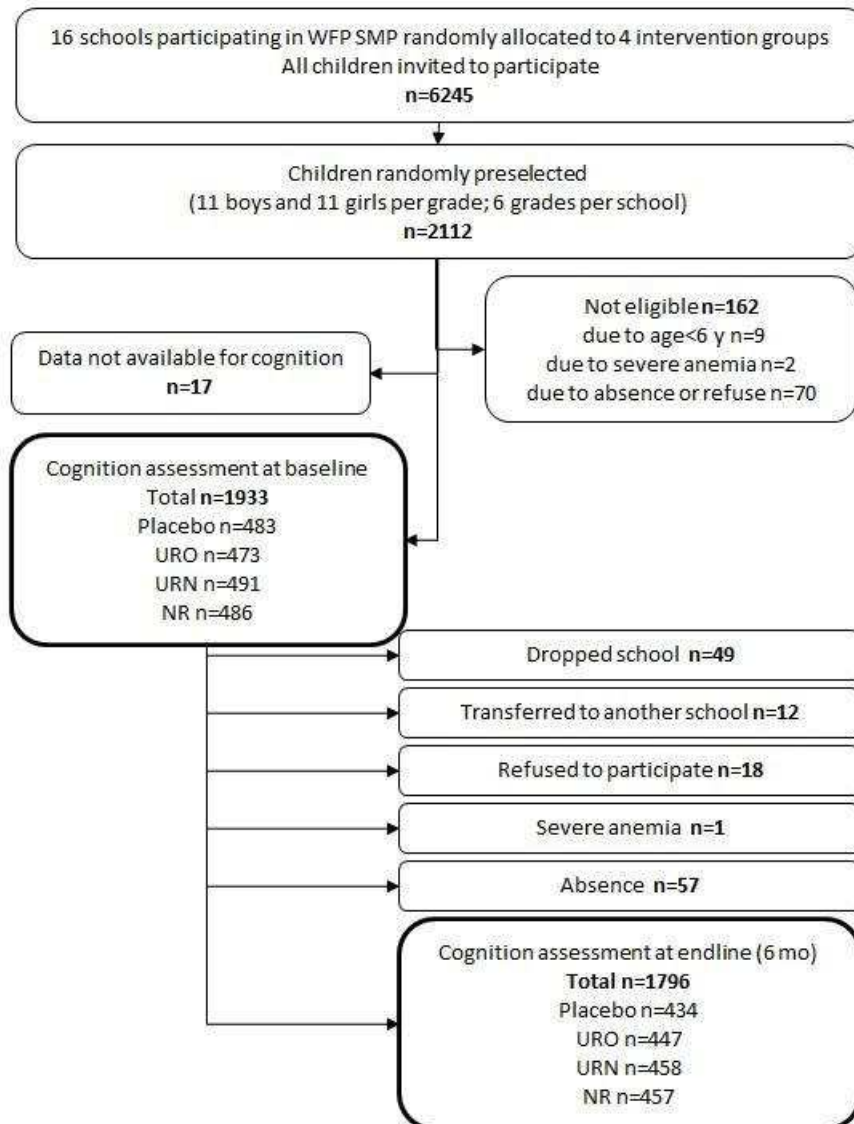 16 schools participating in WFP SMP randomly allocated to 4 intervention groups
All children invited to participate
n=6245
Children randomly preselected
(11 boys and 11 girls per grade; 6 grades per school)
n=2112
Not eligible n=162
due to age<6 y n=9
due to severe anemia n=2
due to absence or refuse n=70
Data not available for cognition
n=17
Cognition assessment at baseline
Total n=1933
Placebo n=483
URO n=473
URN n=491
NR n=486
Dropped school n=49
Transferred to another school n=12
Refused to participate n=18
Severe anemia n=1
Absence n=57
Cognition assessment at endline (6 mo)
Total n=1796
Placebo n=434
URO n=447
URN n=458
NR n=457